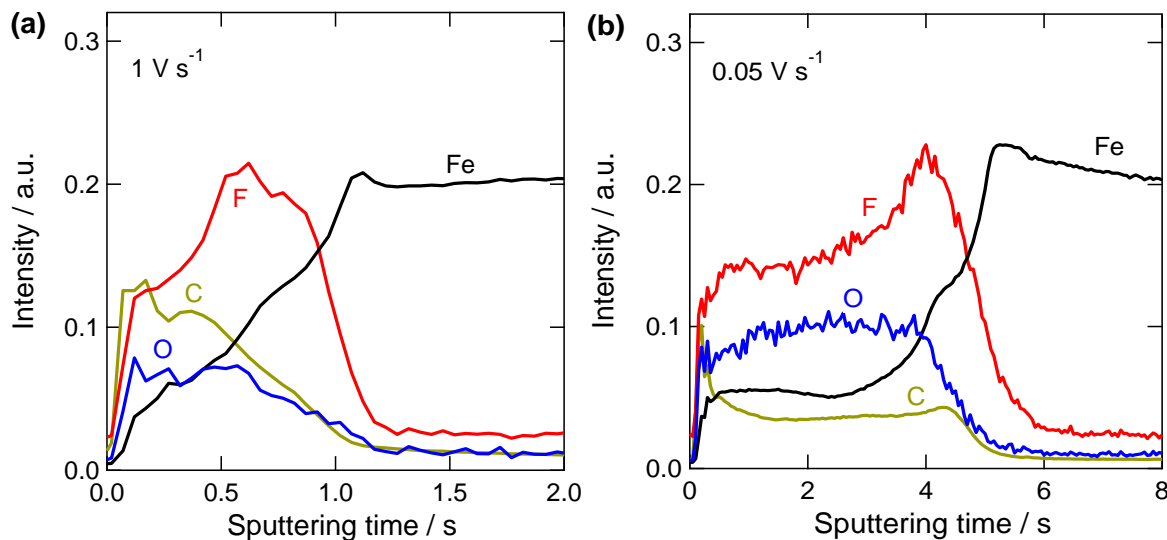 (a)
0.3
0.2
0.1
0.0
Intensity / a.u.
1 V s⁻¹
Fe
F
C
O
0.0 0.5 1.0 1.5 2.0
Sputtering time / s
(b)
0.3
0.2
0.1
0.0
Intensity / a.u.
0.05 V s⁻¹
Fe
F
O
C
0 2 4 6 8
Sputtering time / s